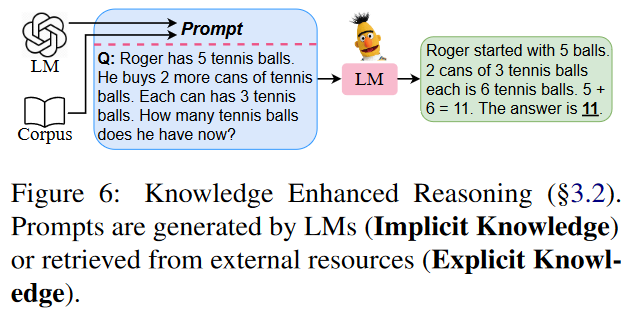 LM
Corpus
Prompt
Q: Roger has 5 tennis balls.
He buys 2 more cans of tennis
balls. Each can has 3 tennis
balls. How many tennis balls
does he have now?
LM
Roger started with 5 balls.
2 cans of 3 tennis balls
each is 6 tennis balls. 5 +
6 = 11. The answer is 11.
Figure 6: Knowledge Enhanced Reasoning (§3.2).
Prompts are generated by LMs (Implicit Knowledge)
or retrieved from external resources (Explicit Knowl-
edge).